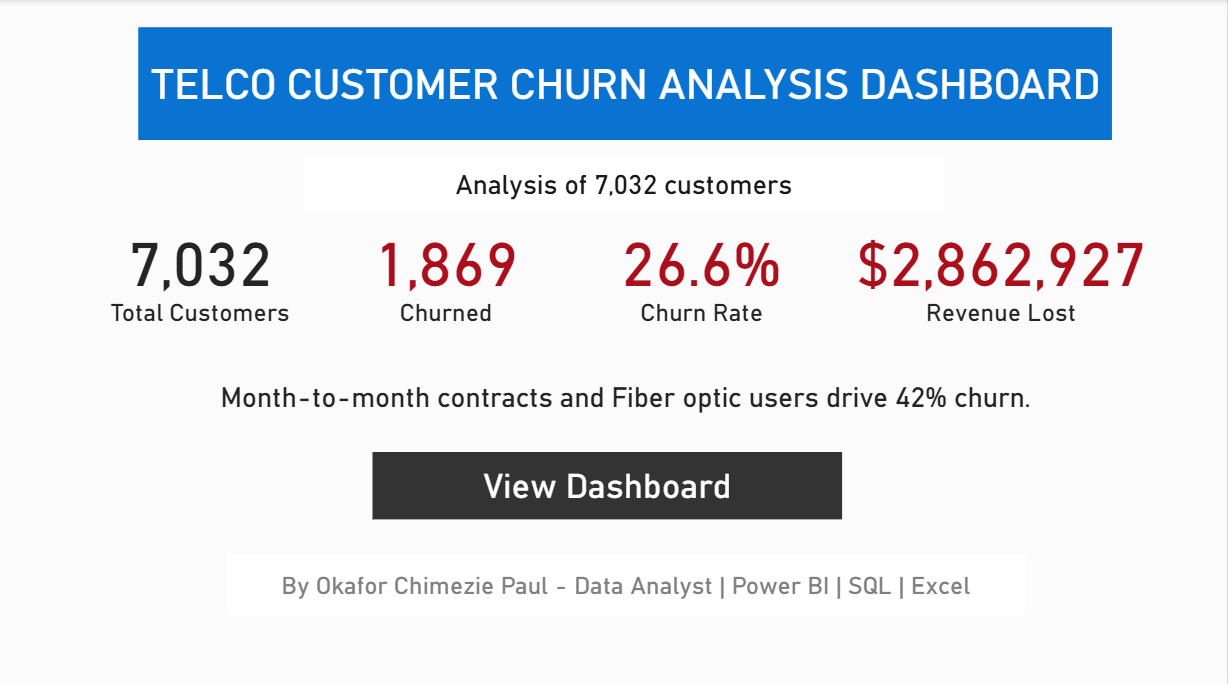 TELCO CUSTOMER CHURN ANALYSIS DASHBOARD
Analysis of 7,032 customers
7,032
Total Customers
1,869
Churned
26.6%
Churn Rate
$2,862,927
Revenue Lost
Month-to-month contracts and Fiber optic users drive 42% churn.
View Dashboard
By Okafor Chimezie Paul - Data Analyst | Power BI | SQL | Excel